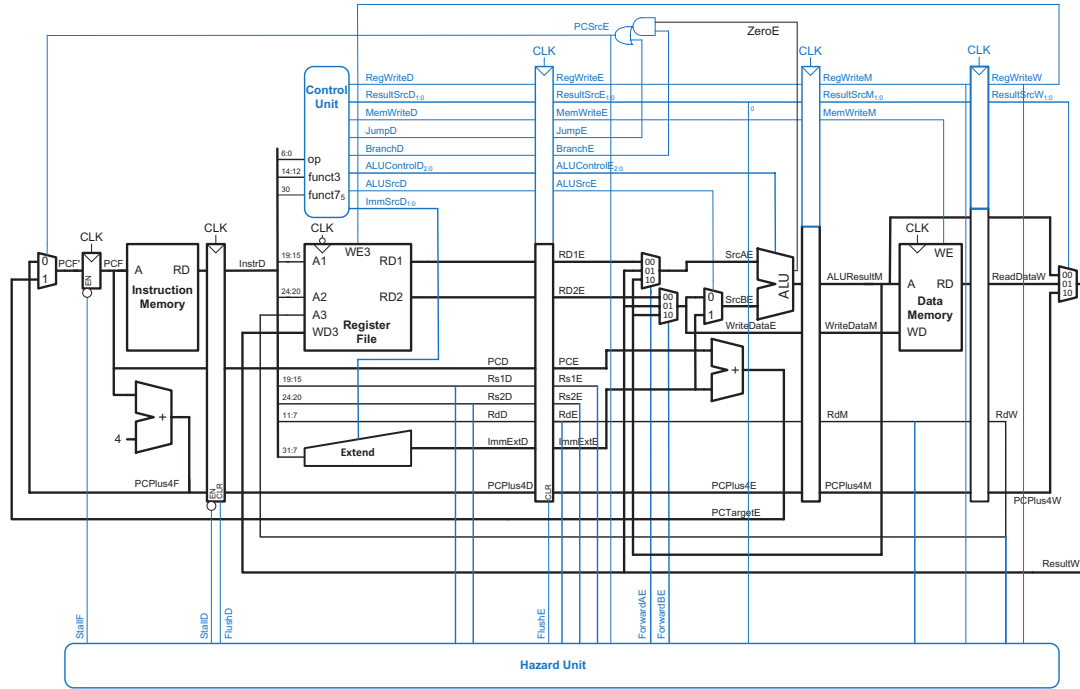 PCSrcE
ZeroE
CLK
CLK
CLK
Control
Unit
RegWriteD
RegWriteE
RegWriteM
RegWriteW
ResultSrcD1:0
ResultSrcE1:0
ResultSrcM1:0
ResultSrcW1:0
0
MemWriteD
MemWriteE
MemWriteM
JumpD
JumpE
BranchD
BranchE
6:0
op
14:12
funct3
30
funct75
ALUControlD2:0
ALUControlE2:0
ALUSrcD
ALUSrcE
ImmSrcD1:0
CLK
CLK
CLK
CLK
0
1
PCF'
EN
PCF
A
RD
Instruction
Memory
InstrD
19:15
A1
WE3
RD1
RD1E
24:20
A2
RD2
RD2E
A3
WD3
Register
File
00
01
10
00
01
10
SrcAE
0
1
SrcBE
ALU
WriteDataE
ALUResultM
WriteDataM
WE
A
RD
Data
Memory
WD
ReadDataW
00
01
10
PCD
PCE
+
19:15
Rs1D
Rs1E
24:20
Rs2D
Rs2E
11:7
RdD
RdE
RdM
RdW
+
4
31:7
Extend
ImmExtD
ImmExtE
PCPlus4F
EN
CLR
PCPlus4D
CLR
PCPlus4E
PCPlus4M
PCPlus4W
PCTargetE
ResultW
StallF
StallD
FlushD
FlushE
ForwardAE
ForwardBE
Hazard Unit